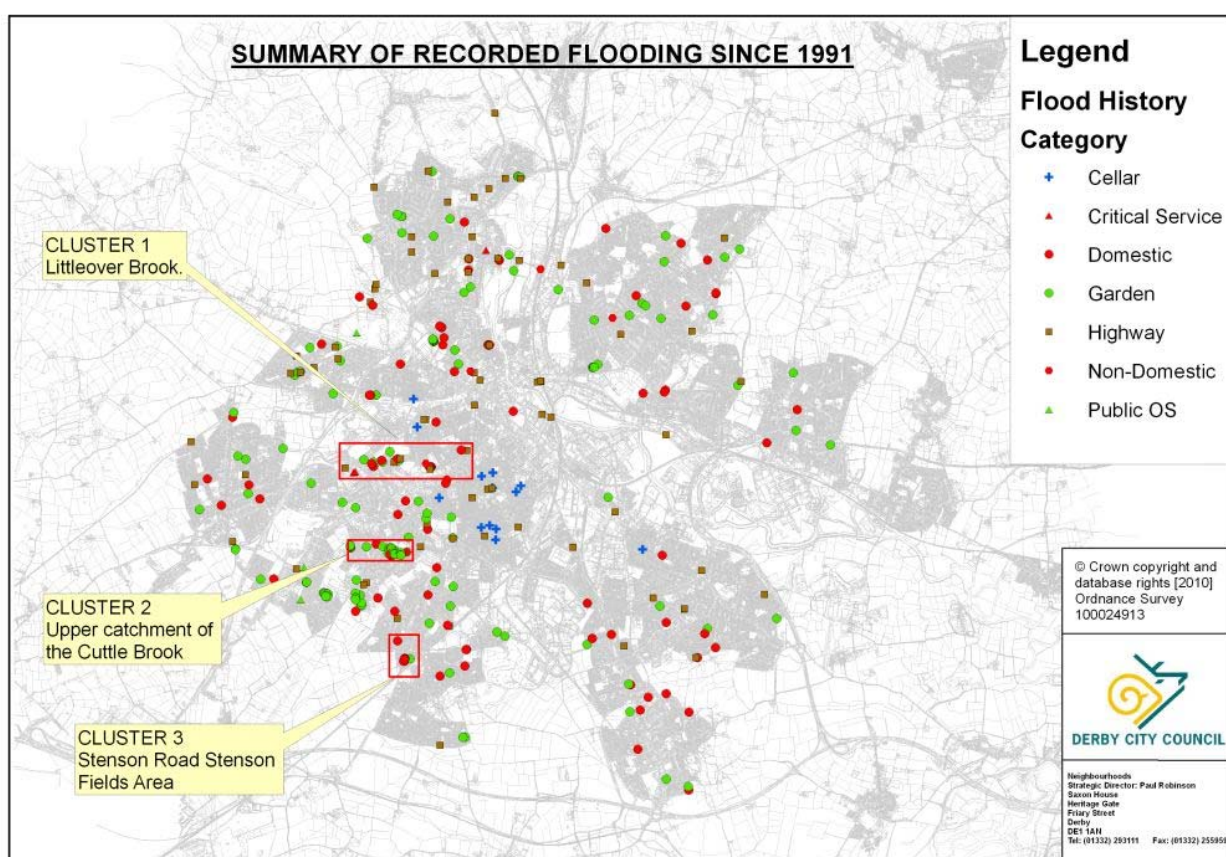 SUMMARY OF RECORDED FLOODING SINCE 1991
Legend
Flood History
Category
Cellar
Critical Service
Domestic
Garden
Highway
Non-Domestic
Public OS
CLUSTER 1
Littleover Brook.
CLUSTER 2
Upper catchment of
the Cuttle Brook
CLUSTER 3
Stenson Road Stenson
Fields Area
© Crown copyright and
database rights [2010]
Ordnance Survey
100024913
DERBY CITY COUNCIL
Neighbourhoods
Strategic Director: Paul Robinson
Saxon House
Heritage Gate
Friary Street
Derby
DE1 1AN
Tel: (01332) 293111 Fax: (01332) 255959